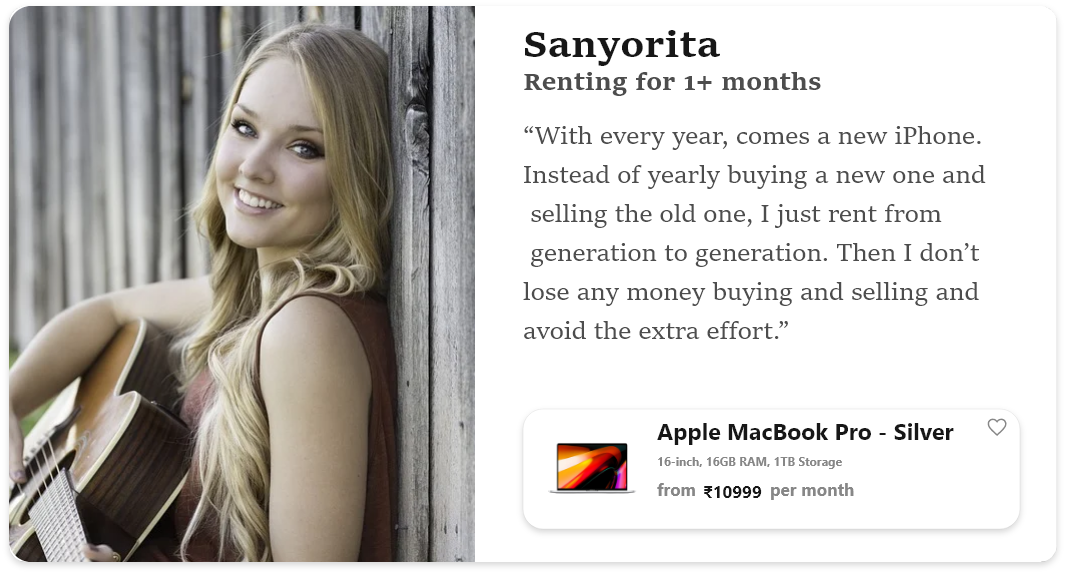 Sanyorita
Renting for 1+ months
“With every year, comes a new iPhone.
Instead of yearly buying a new one and
selling the old one, I just rent from
generation to generation. Then I don’t
lose any money buying and selling and
avoid the extra effort.”
Apple MacBook Pro - Silver
16-inch, 16GB RAM, 1TB Storage
from ₹10999 per month